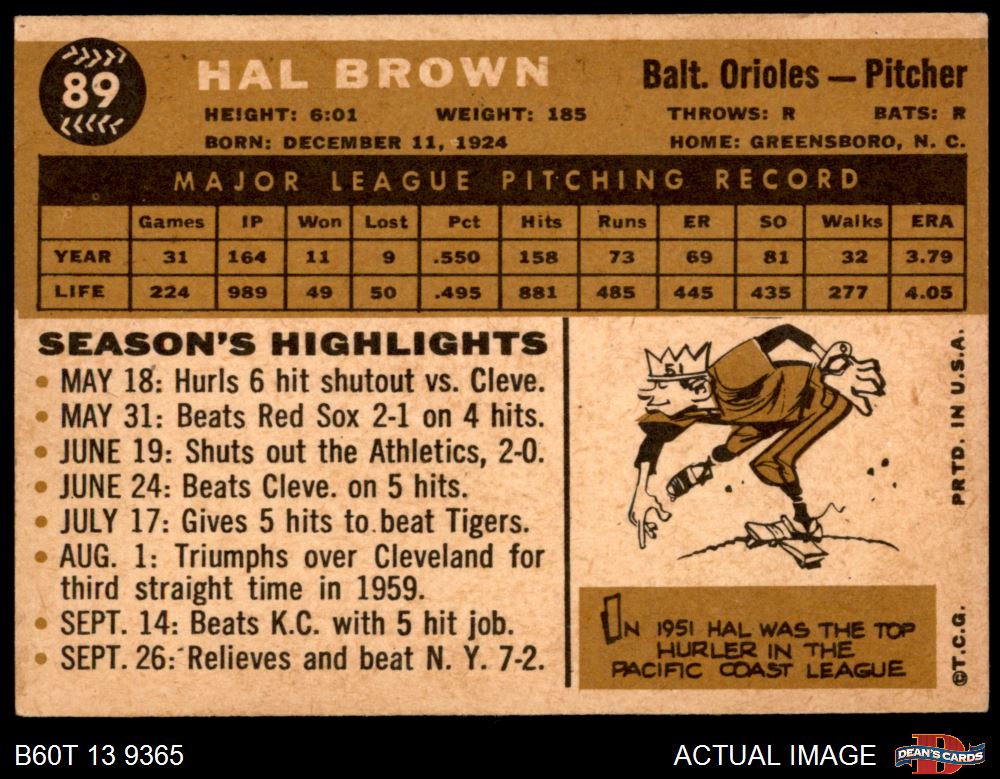 89
HAL BROWN
Balt. Orioles — Pitcher
HEIGHT: 6:01 WEIGHT: 185 THROWS: R BATS: R
BORN: DECEMBER 11, 1924 HOME: GREENSBORO, N. C.
MAJOR LEAGUE PITCHING RECORD
Games IP Won Lost Pct Hits Runs ER SO Walks ERA
YEAR 31 164 11 9 .550 158 73 69 81 32 3.79
LIFE 224 989 49 50 .495 881 485 445 435 277 4.05
SEASON'S HIGHLIGHTS
• MAY 18: Hurls 6 hit shutout vs. Cleve.
• MAY 31: Beats Red Sox 2-1 on 4 hits.
• JUNE 19: Shuts out the Athletics, 2-0.
• JUNE 24: Beats Cleve. on 5 hits.
• JULY 17: Gives 5 hits to beat Tigers.
• AUG. 1: Triumphs over Cleveland for
third straight time in 1959.
• SEPT. 14: Beats K.C. with 5 hit job.
• SEPT. 26: Relieves and beat N. Y. 7-2.
51
IN 1951 HAL WAS THE TOP
HURLER IN THE
PACIFIC COAST LEAGUE
©T.C.G. PRTD. IN U.S.A.
B60T 13 9365 ACTUAL IMAGE
DEAN'S CARDS